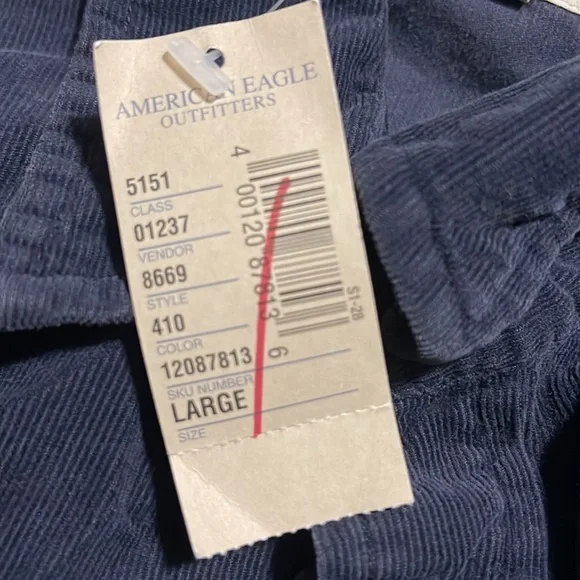 AMERICAN EAGLE
OUTFITTERS
5151
CLASS
01237
VENDOR
8669
STYLE
410
COLOR
12087813
SKU NUMBER
LARGE
SIZE
4 00120 87813 6
S1-28